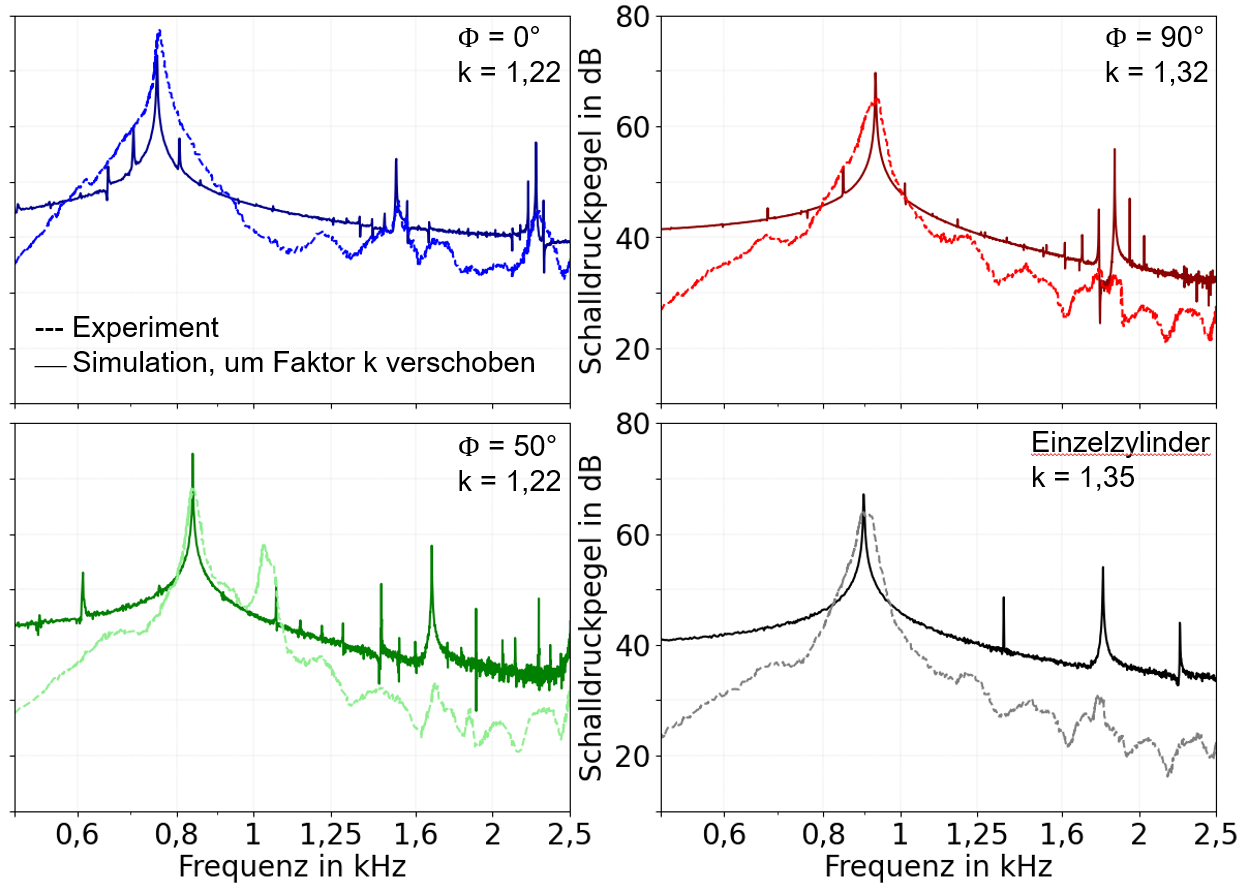 Φ = 0°
k = 1,22
--- Experiment
— Simulation, um Faktor k verschoben
Schalldruckpegel in dB
80
60
40
20
Φ = 90°
k = 1,32
Φ = 50°
k = 1,22
0,6 0,8 1 1,25 1,6 2 2,5
Frequenz in kHz
Schalldruckpegel in dB
80
60
40
20
Einzelzylinder
k = 1,35
0,6 0,8 1 1,25 1,6 2 2,5
Frequenz in kHz